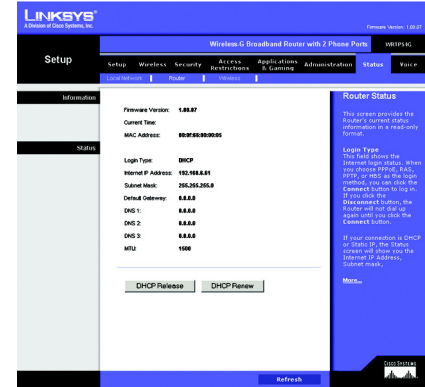 LINKSYS®
A Division of Cisco Systems, Inc.
Firmware Version: 1.00.07
Wireless-G Broadband Router with 2 Phone Ports
WRTP54G
Setup
Setup
Wireless
Security
Access Restrictions
Applications & Gaming
Administration
Status
Voice
Local Network
Router
Wireless
Information
Firmware Version: 1.00.07
Current Time:
MAC Address:
Status
Login Type: DHCP
Internet IP Address: 192.168.6.61
Subnet Mask: 255.255.255.0
Default Gateway: 0.0.0.0
DNS 1: 0.0.0.0
DNS 2: 0.0.0.0
DNS 3: 0.0.0.0
MTU: 1500
DHCP Release
DHCP Renew
Router Status
This screen provides the
Router's current status
information in a read-only
format.
Login Type
This field shows the
Internet login status. When
you choose PPPoE, RAS,
PPTP, or HBS as the login
method, you can click the
Connect button to log in.
If you click the
Disconnect button, the
Router will not dial up
again until you click the
Connect button.
If your connection is DHCP
or Static IP, the Status
screen will show you the
Internet IP Address,
Subnet mask,
More...
Refresh
CISCO SYSTEMS